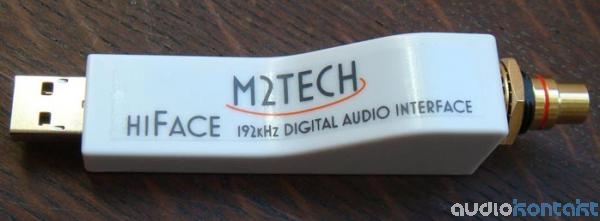 M2TECH
HIFACE 192KHZ DIGITAL AUDIO INTERFACE
audiokontakt